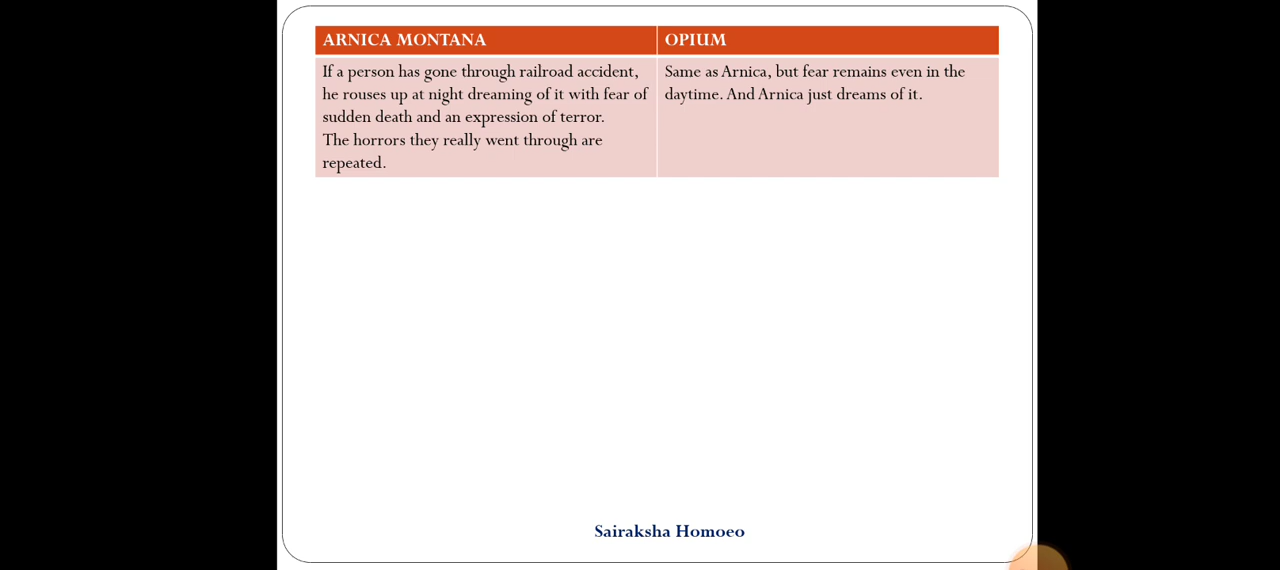 ARNICA MONTANA
OPIUM
If a person has gone through railroad accident,
he rouses up at night dreaming of it with fear of
sudden death and an expression of terror.
The horrors they really went through are
repeated.
Same as Arnica, but fear remains even in the
daytime. And Arnica just dreams of it.
Sairaksha Homoeo